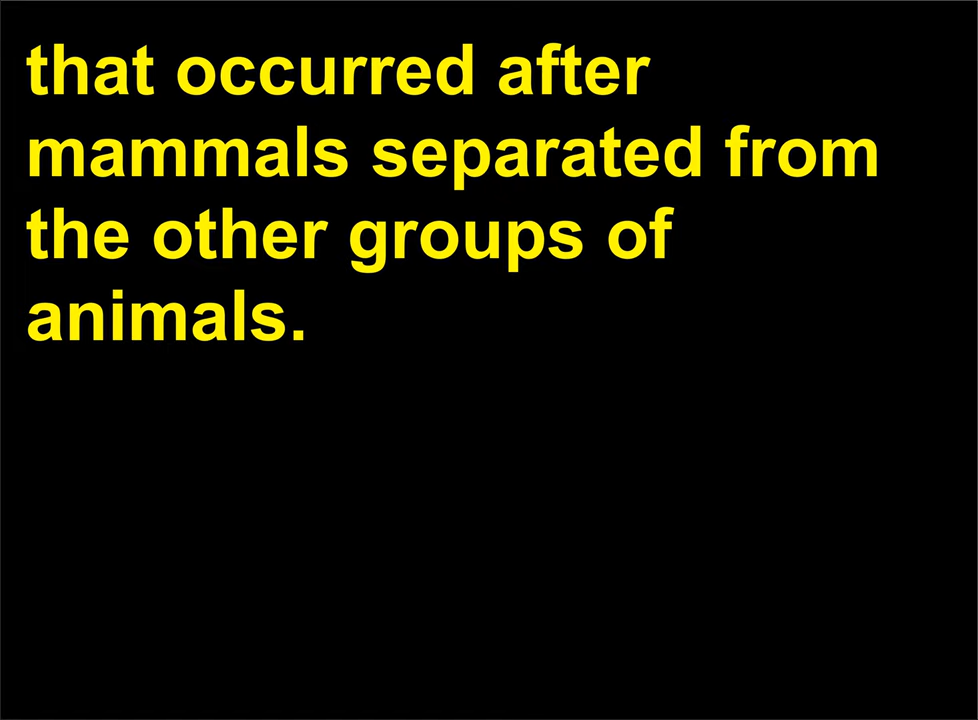 that occurred after
mammals separated from
the other groups of
animals.